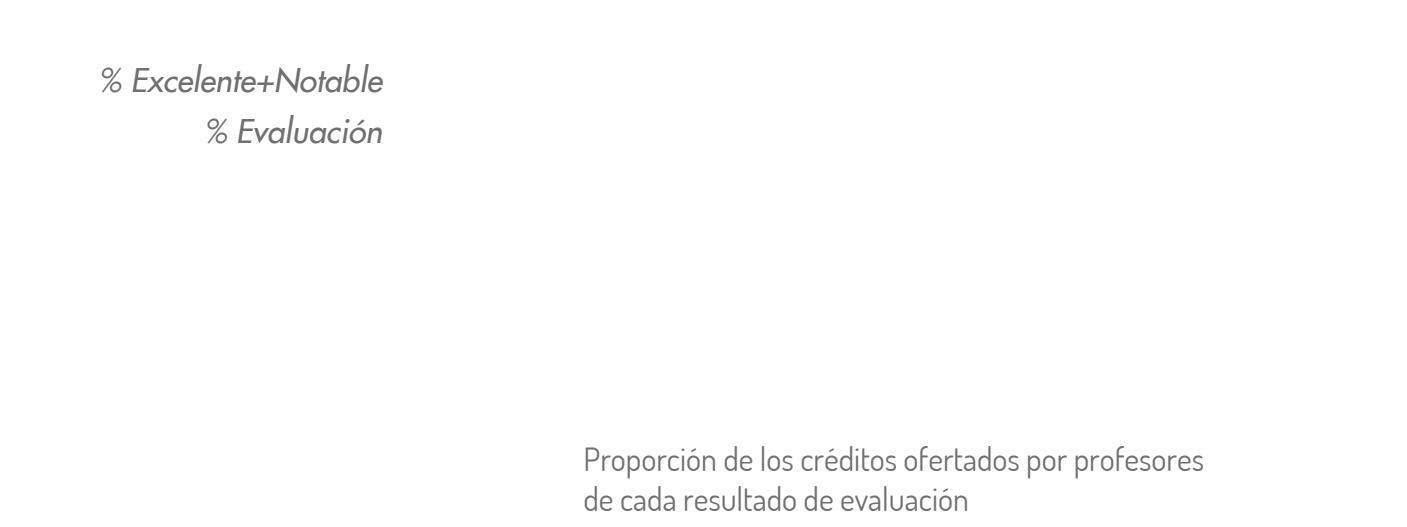 % Excelente+Notable
% Evaluación
Proporción de los créditos ofertados por profesores
de cada resultado de evaluación